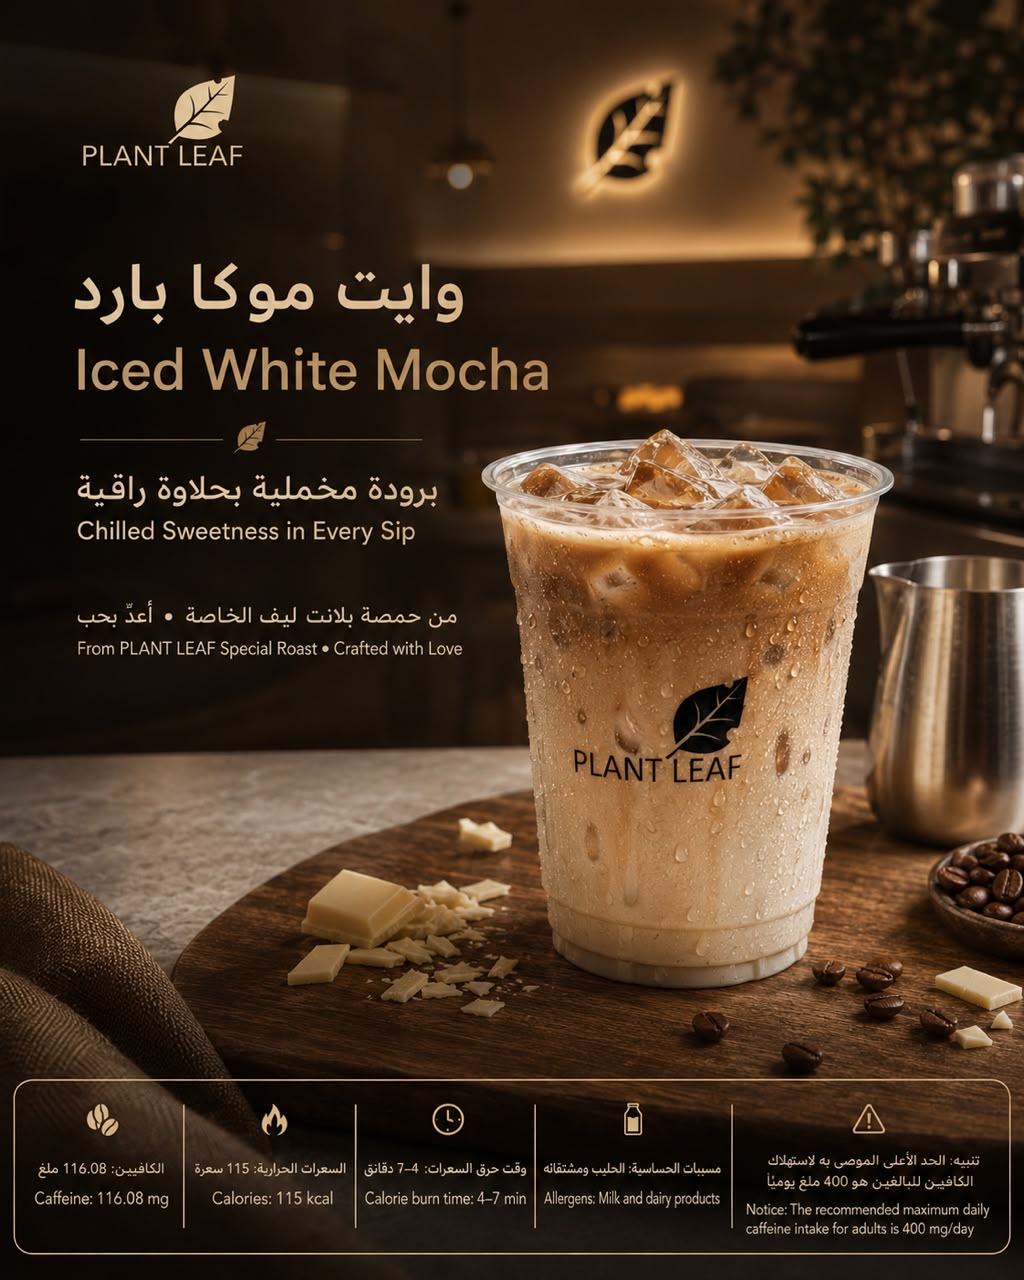 PLANT LEAF
وايت موكا بارد
Iced White Mocha
برودة مخملية بحلاوة راقية
Chilled Sweetness in Every Sip
من حمصة بلانت ليف الخاصة • أعدّ بحب
From PLANT LEAF Special Roast • Crafted with Love
PLANT LEAF
الكافيين: 116.08 ملغ
Caffeine: 116.08 mg
السعرات الحرارية: 115 سعرة
Calories: 115 kcal
وقت حرق السعرات: 4–7 دقائق
Calorie burn time: 4–7 min
مسببات الحساسية: الحليب ومشتقاته
Allergens: Milk and dairy products
تنبيه: الحد الأعلى الموصى به لاستهلاك
الكافيين للبالغين هو 400 ملغ يوميًا
Notice: The recommended maximum daily
caffeine intake for adults is 400 mg/day